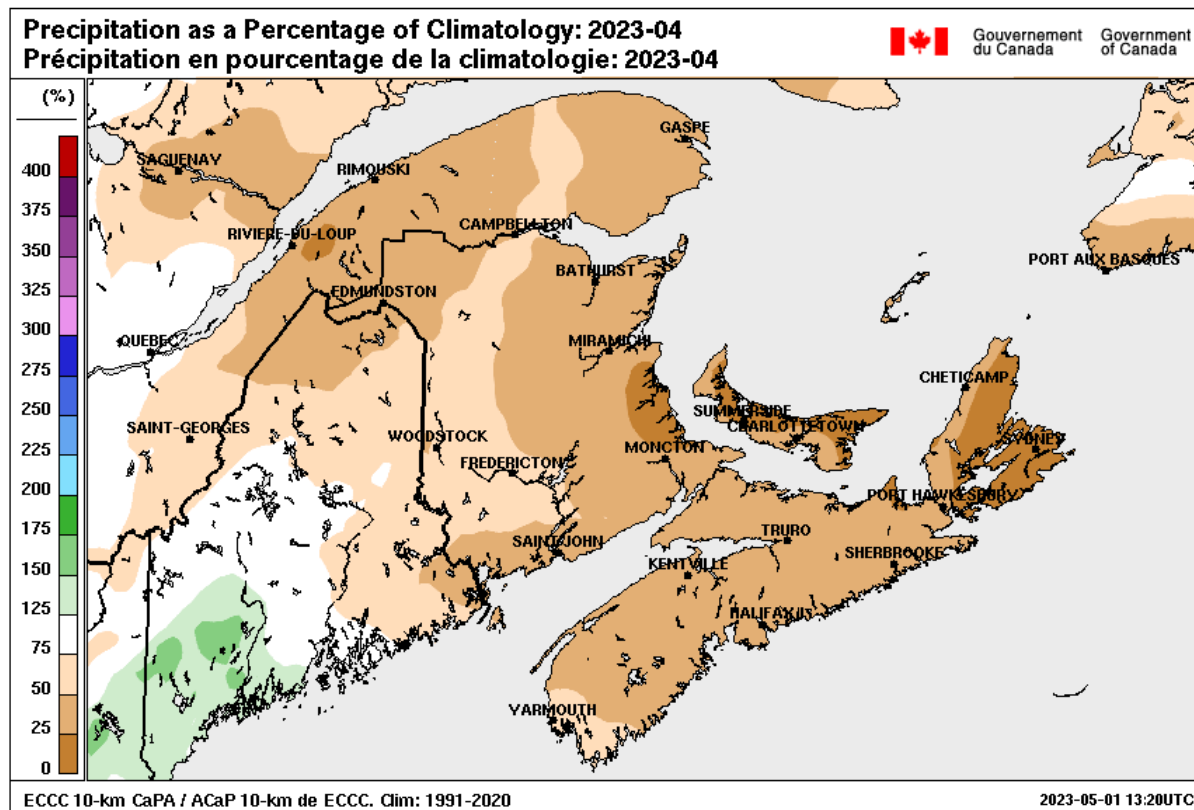 Precipitation as a Percentage of Climatology: 2023-04
Précipitation en pourcentage de la climatologie: 2023-04
Gouvernement du Canada
Government of Canada
(%)
400
375
350
325
300
275
250
225
200
175
150
125
75
50
25
0
GASPE
SAGUENAY
RIMOUSKI
CAMPBELLTON
RIVIERE-DU-LOUP
PORT AUX BASQUES
BATHURST
EDMUNDSTON
QUEBEC
MIRAMICHI
CHETICAMP
SUMMERSIDE
CHARLOTTETOWN
SAINT-GEORGES
WOODSTOCK
SYDNEY
MONCTON
FREDERICTON
PORT HAWKESBURY
TRURO
SAINT JOHN
SHERBROOKE
KENTVILLE
HALIFAX
YARMOUTH
ECCC 10-km CaPA / ACaP 10-km de ECCC. Clim: 1991-2020
2023-05-01 13:20UTC